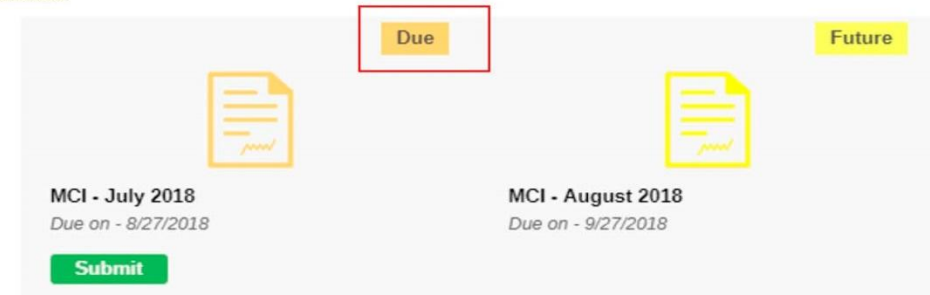 Due
Future
MCI - July 2018
Due on - 8/27/2018
Submit
MCI - August 2018
Due on - 9/27/2018